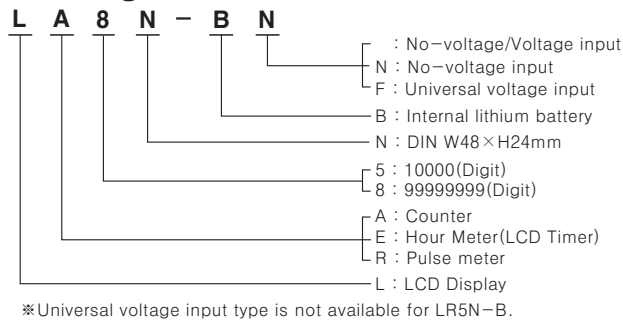 L A 8 N － B N
: No－voltage/Voltage input
N : No－voltage input
F : Universal voltage input
B : Internal lithium battery
N : DIN W48×H24mm
5 : 10000(Digit)
8 : 99999999(Digit)
A : Counter
E : Hour Meter(LCD Timer)
R : Pulse meter
L : LCD Display
※Universal voltage input type is not available for LR5N－B.